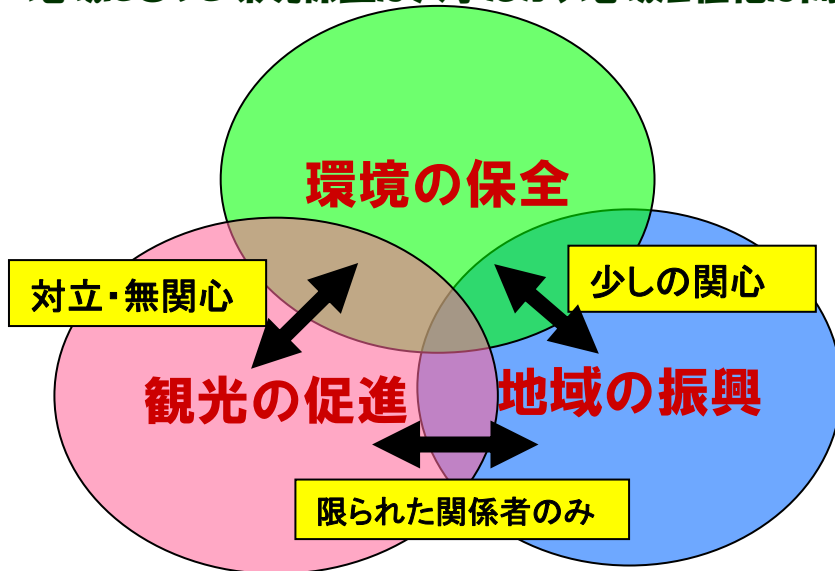 環境の保全
対立・無関心
少しの関心
観光の促進
地域の振興
限られた関係者のみ